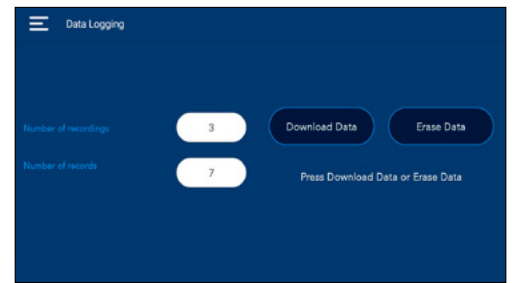 Data Logging
Number of recordings
3
Download Data
Erase Data
Number of records
7
Press Download Data or Erase Data